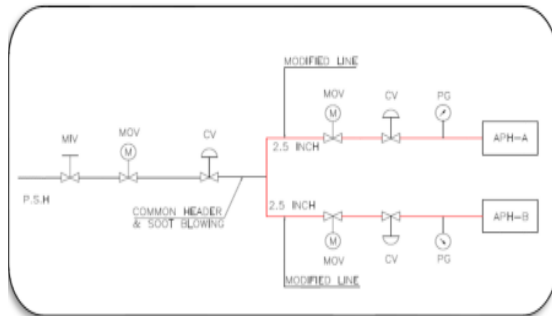 MODIFIED LINE
MOV
CV
PG
MIV
MOV
CV
M
APH=A
M
2.5 INCH
P.S.H
2.5 INCH
COMMON HEADER
& SOOT BLOWING
APH=B
M
MOV
CV
PG
MODIFIED LINE